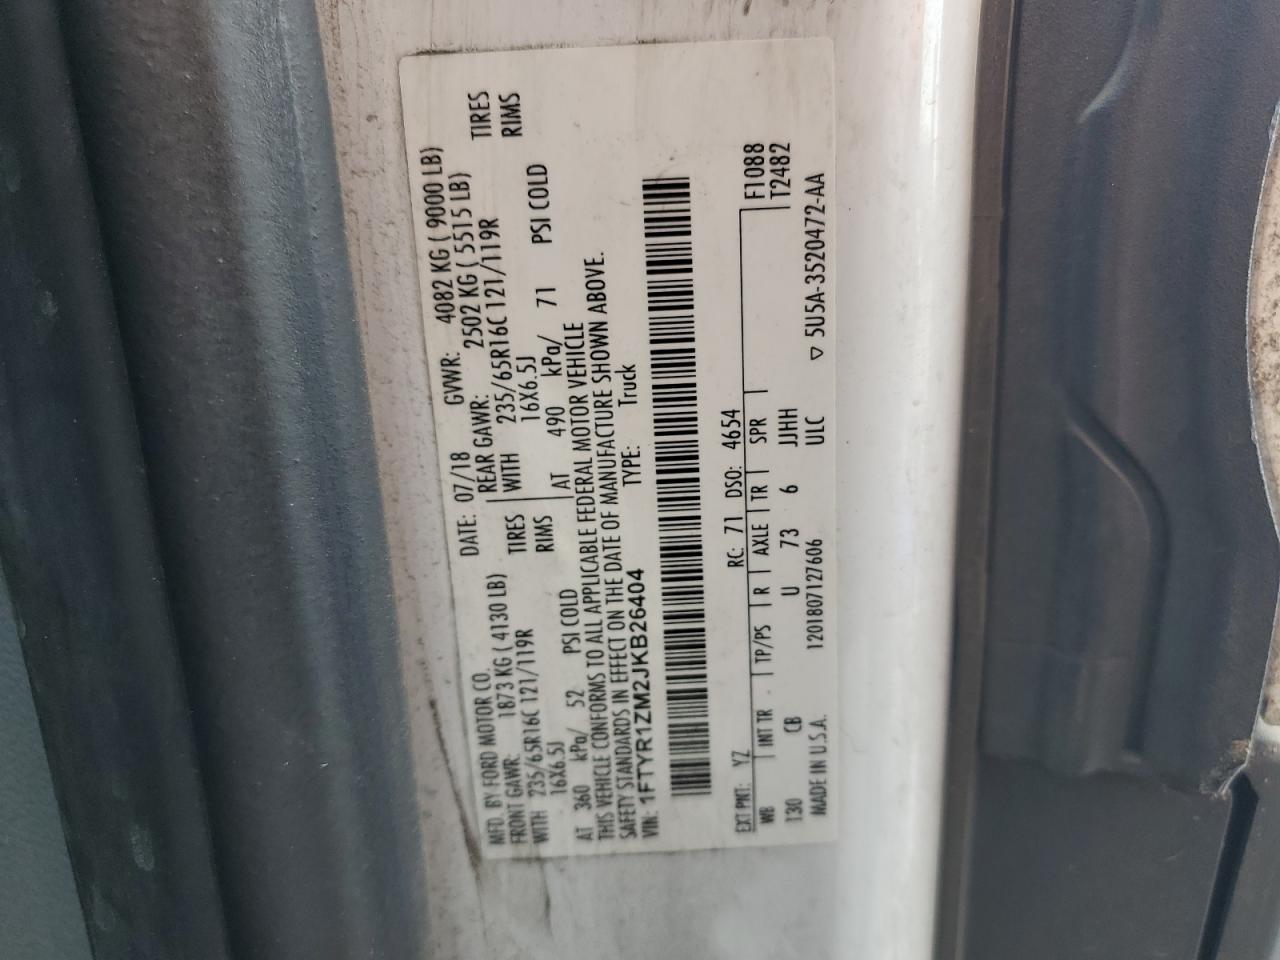 MFD. BY FORD MOTOR CO. DATE: 07/18 GVWR: 4082 KG ( 9000 LB)
FRONT GAWR: 1873 KG ( 4130 LB) REAR GAWR: 2502 KG ( 5515 LB)
WITH 235/65R16C 121/119R TIRES WITH 235/65R16C 121/119R TIRES
16X6.5J RIMS 16X6.5J RIMS
AT 360 kPa/ 52 PSI COLD AT 490 kPa/ 71 PSI COLD
THIS VEHICLE CONFORMS TO ALL APPLICABLE FEDERAL MOTOR VEHICLE
SAFETY STANDARDS IN EFFECT ON THE DATE OF MANUFACTURE SHOWN ABOVE.
VIN: 1FTYR1ZM2JKB26404 TYPE: Truck
EXT PNT: YZ RC: 71 DSO: 4654 F1088
WB INT TR TP/PS R AXLE TR SPR T2482
130 CB U 73 6 JJHH
MADE IN U.S.A. 1201807127606 ULC ▽ 5U5A-3520472-AA